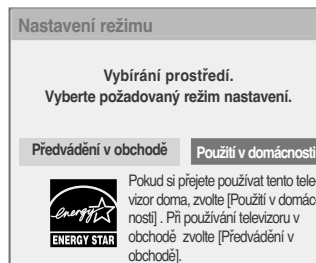 Nastavení režimu
Vybírání prostředí.
Vyberte požadovaný režim nastavení.
Předvádění v obchodě
Použití v domácnosti
Pokud si přejete používat tento tele-
vizor doma, zvolte [Použití v domác-
nosti] . Při používání televizoru v
obchodě zvolte [Předvádění v
obchodě].
energy
ENERGY STAR